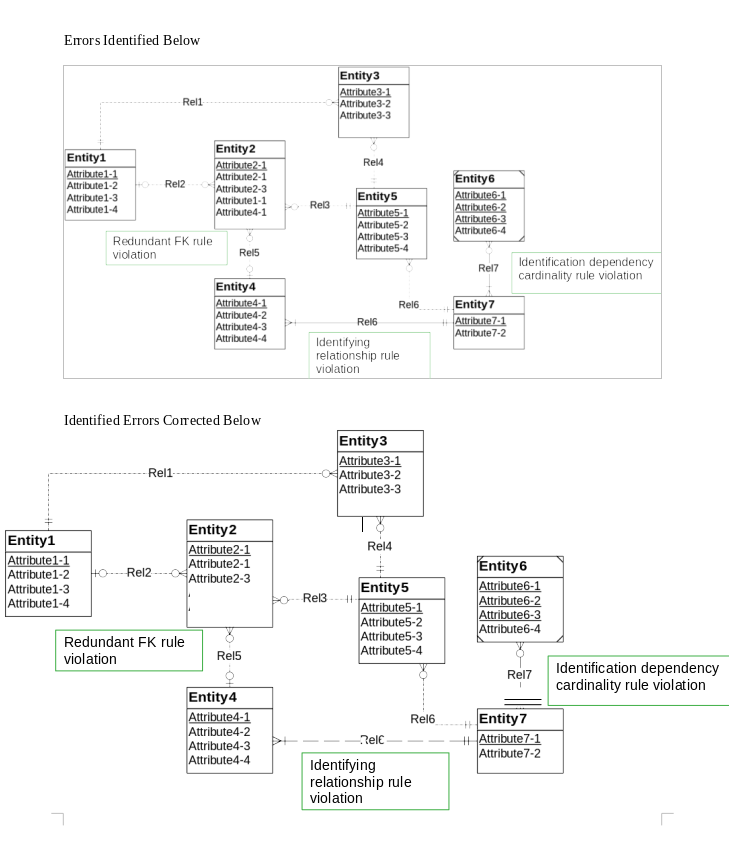 Errors Identified Below
Entity3
Attribute3-1
Attribute3-2
Attribute3-3
Rel1
Entity1
Attribute1-1
Attribute1-2
Attribute1-3
Attribute1-4
Rel2
Entity2
Attribute2-1
Attribute2-1
Attribute2-3
Attribute1-1
Attribute4-1
Rel3
Rel4
Entity5
Attribute5-1
Attribute5-2
Attribute5-3
Attribute5-4
Entity6
Attribute6-1
Attribute6-2
Attribute6-3
Attribute6-4
Redundant FK rule
violation
Rel5
Rel7
Identification dependency
cardinality rule violation
Entity4
Attribute4-1
Attribute4-2
Attribute4-3
Attribute4-4
Rel6
Rel6
Entity7
Attribute7-1
Attribute7-2
Identifying
relationship rule
violation
Identified Errors Corrected Below
Entity3
Attribute3-1
Attribute3-2
Attribute3-3
Rel1
Entity1
Attribute1-1
Attribute1-2
Attribute1-3
Attribute1-4
Rel2
Entity2
Attribute2-1
Attribute2-1
Attribute2-3
Rel3
Rel4
Entity5
Attribute5-1
Attribute5-2
Attribute5-3
Attribute5-4
Entity6
Attribute6-1
Attribute6-2
Attribute6-3
Attribute6-4
Redundant FK rule
violation
Rel5
Rel7
Identification dependency
cardinality rule violation
Entity4
Attribute4-1
Attribute4-2
Attribute4-3
Attribute4-4
Rel6
Rel6
Entity7
Attribute7-1
Attribute7-2
Identifying
relationship rule
violation